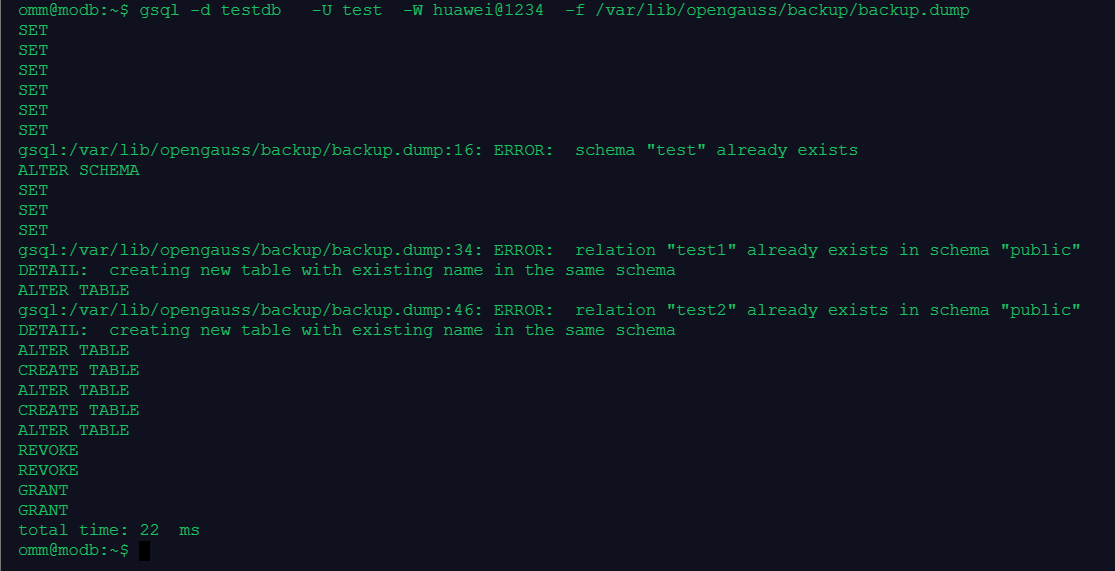 omm@modb:~$ gsql -d testdb   -U test  -W huawei@1234  -f /var/lib/opengauss/backup/backup.dump
SET
SET
SET
SET
SET
SET
gsql:/var/lib/opengauss/backup/backup.dump:16: ERROR:  schema "test" already exists
ALTER SCHEMA
SET
SET
SET
gsql:/var/lib/opengauss/backup/backup.dump:34: ERROR:  relation "test1" already exists in schema "public"
DETAIL:  creating new table with existing name in the same schema
ALTER TABLE
gsql:/var/lib/opengauss/backup/backup.dump:46: ERROR:  relation "test2" already exists in schema "public"
DETAIL:  creating new table with existing name in the same schema
ALTER TABLE
CREATE TABLE
ALTER TABLE
CREATE TABLE
ALTER TABLE
REVOKE
REVOKE
GRANT
GRANT
total time: 22  ms
omm@modb:~$